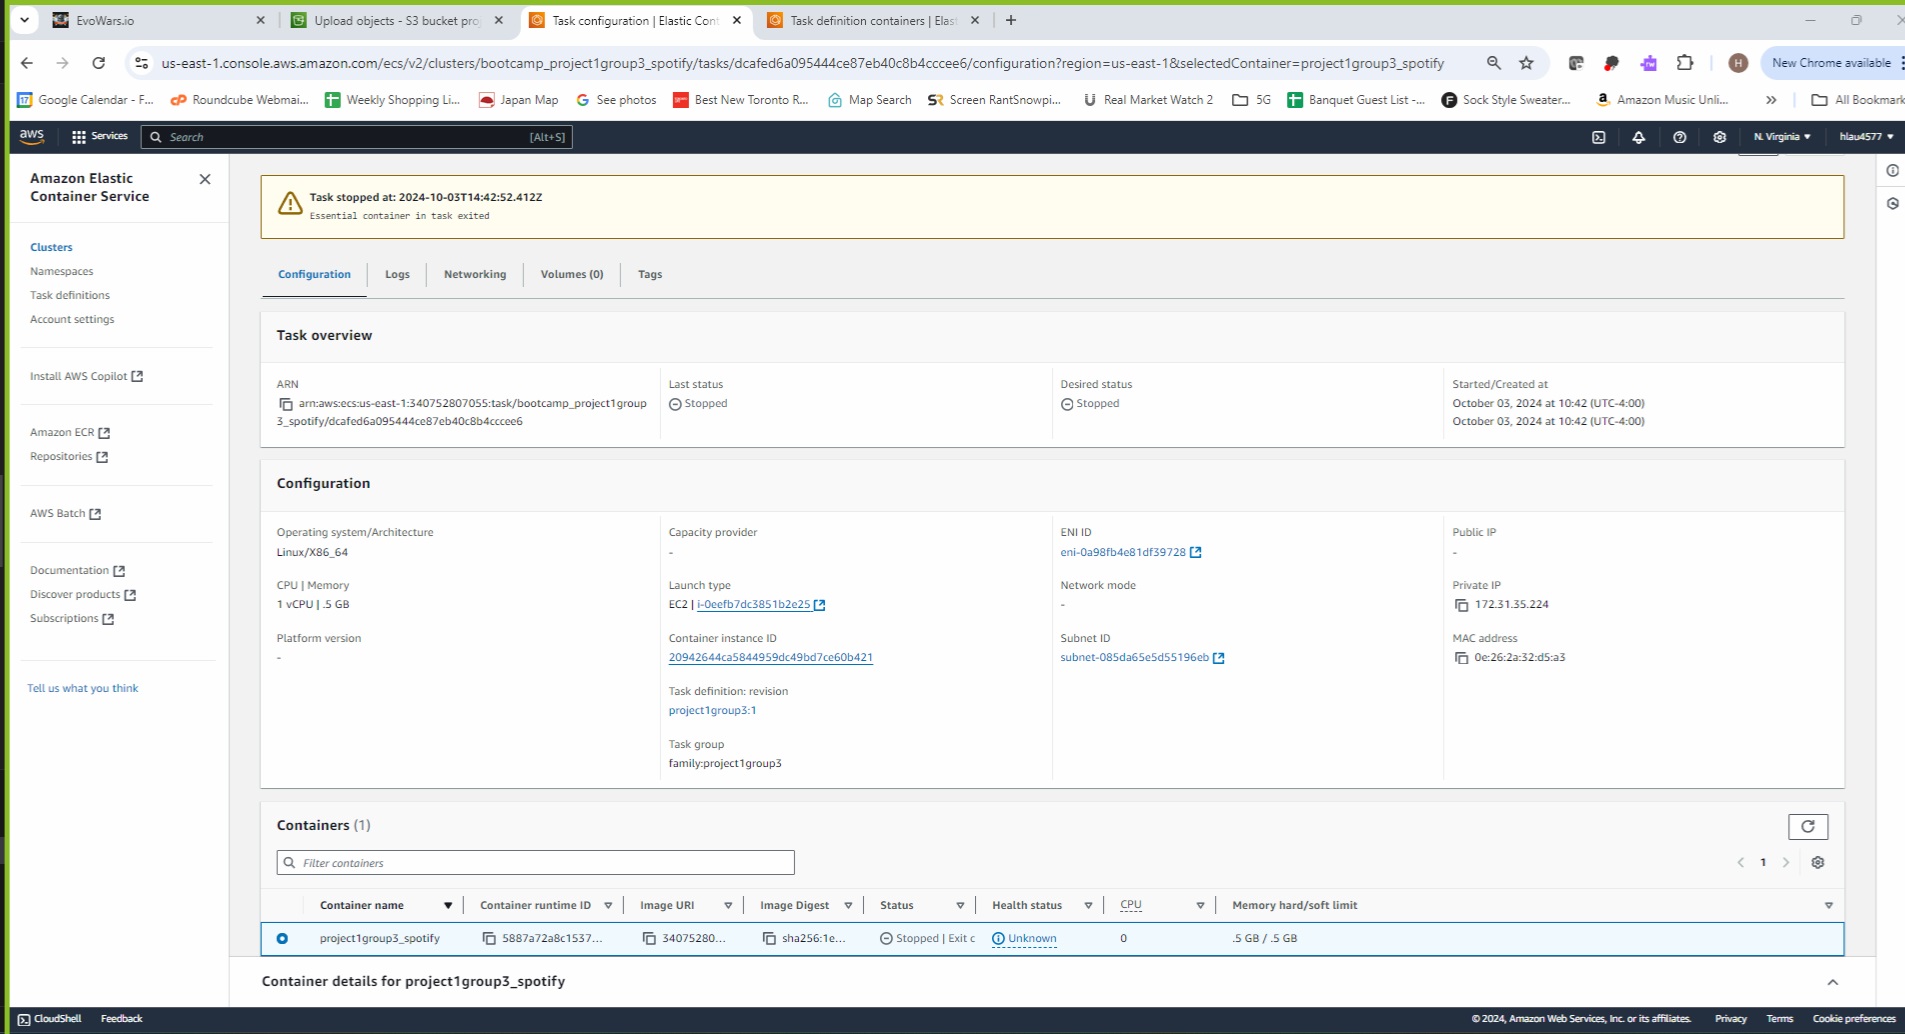 EvoWars.io
Upload objects - S3 bucket pro
Task configuration | Elastic Cont
Task definition containers | Elast
us-east-1.console.aws.amazon.com/ecs/v2/clusters/bootcamp_project1group3_spotify/tasks/dcafed6a095444ce87eb40c8b4cccee6/configuration?region=us-east-1&selectedContainer=project1group3_spotify
H
New Chrome available
Google Calendar - F...
Roundcube Webmai...
Weekly Shopping Li...
Japan Map
See photos
Best New Toronto R...
Map Search
Screen RantSnowpi...
Real Market Watch 2
5G
Banquet Guest List -...
Sock Style Sweater...
Amazon Music Unli...
All Bookmark
aws
Services
Search
[Alt+S]
N. Virginia
hlau4577
Amazon Elastic
Container Service
Clusters
Namespaces
Task definitions
Account settings
Install AWS Copilot
Amazon ECR
Repositories
AWS Batch
Documentation
Discover products
Subscriptions
Tell us what you think
Task stopped at: 2024-10-03T14:42:52.412Z
Essential container in task exited
Configuration
Logs
Networking
Volumes (0)
Tags
Task overview
ARN
arn:aws:ecs:us-east-1:340752807055:task/bootcamp_project1group
3_spotify/dcafed6a095444ce87eb40c8b4cccee6
Last status
Stopped
Desired status
Stopped
Started/Created at
October 03, 2024 at 10:42 (UTC-4:00)
October 03, 2024 at 10:42 (UTC-4:00)
Configuration
Operating system/Architecture
Linux/X86_64
CPU | Memory
1 vCPU | .5 GB
Platform version
-
Capacity provider
-
Launch type
EC2 | i-0eefb7dc3851b2e25
Container instance ID
20942644ca5844959dc49bd7ce60b421
Task definition: revision
project1group3:1
Task group
family:project1group3
ENI ID
eni-0a98fb4e81df39728
Network mode
-
Subnet ID
subnet-085da65e5d55196eb
Public IP
-
Private IP
172.31.35.224
MAC address
0e:26:2a:32:d5:a3
Containers (1)
Filter containers
1
Container name
Container runtime ID
Image URI
Image Digest
Status
Health status
CPU
Memory hard/soft limit
project1group3_spotify
5887a72a8c1537...
34075280...
sha256:1e...
Stopped | Exit c
Unknown
0
.5 GB / .5 GB
Container details for project1group3_spotify
CloudShell
Feedback
© 2024, Amazon Web Services, Inc. or its affiliates.
Privacy
Terms
Cookie preferences